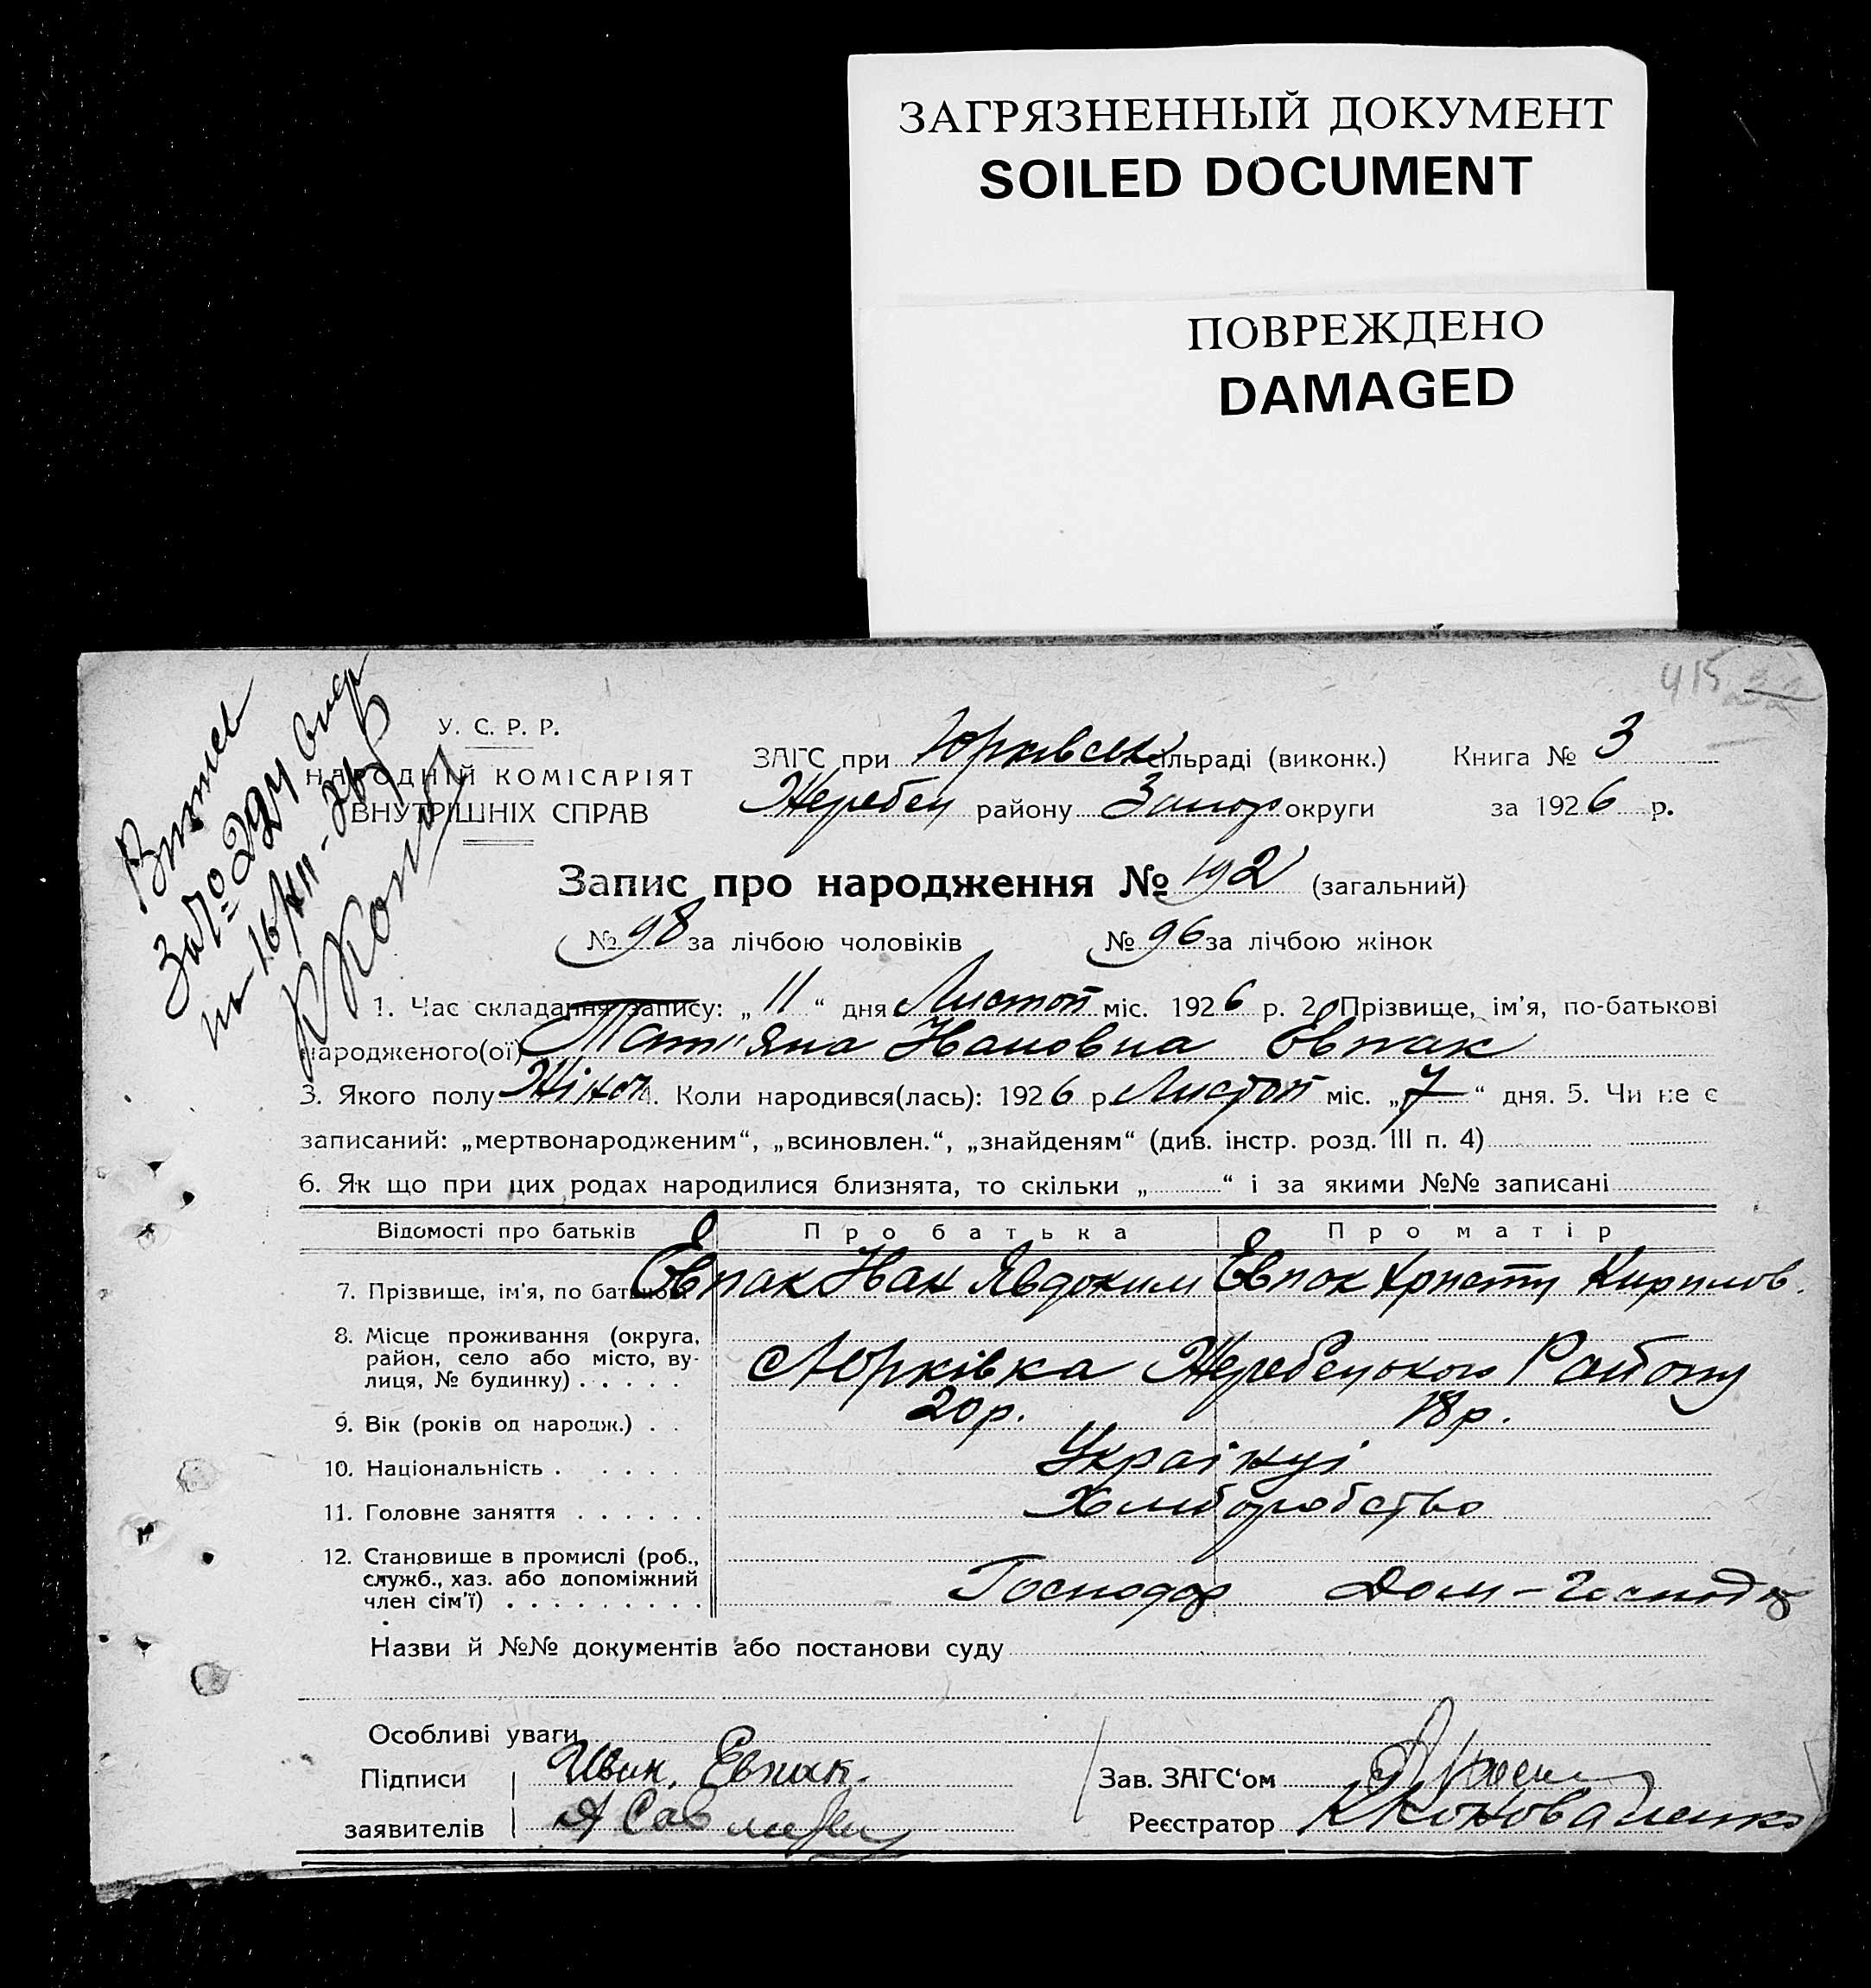 ЗАГРЯЗНЕННЫЙ ДОКУМЕНТ
SOILED DOCUMENT
ПОВРЕЖДЕНО
DAMAGED
415
У. С. Р. Р.
НАРОДНІЙ КОМІСАРІЯТ
ВНУТРІШНІХ СПРАВ
ЗАГС при Юрківськ сільраді (виконк.) Книга № 3
Жеребец району Запор округи за 1926 р.
Запис про народження № 192 (загальний)
№ 98 за лічбою чоловіків № 96 за лічбою жінок
1. Час складання запису: „11“ дня Листоп міс. 1926 р. 2. Прізвище, ім'я, по-батькові
народженого(ої) Тат'яна Івановна Євпак
3. Якого полу Жіноч 4. Коли народився(лась): 1926 р. Листоп міс. „7“ дня. 5. Чи не є
записаний: „мертвонародженим“, „всиновлен.“, „знайденям“ (див. інстр. розд. III п. 4)
6. Як що при цих родах народилися близнята, то скільки „ “ і за якими №№ записані
Відомості про батьків Про батька Про матір
7. Прізвище, ім'я, по батькові Євпак Іван Явдоким Євпак Христя Кирилов.
8. Місце проживання (округа,
район, село або місто, ву-
лиця, № будинку) . . . . . с Юрківка Жеребецького Району
9. Вік (років од народж.) . . 20 р. 18 р.
10. Національність . . . . . . Українці
11. Головне заняття . . . . . . Хліборобство
12. Становище в промислі (роб.,
служб., хаз. або допоміжний
член сім'ї) . . . . . . . . . Господар Дом-господ
Назви й №№ документів або постанови суду
Особливі уваги
Підписи Иван. Евпак. Зав. ЗАГС'ом
заявителів Реєстратор К Коноваленко